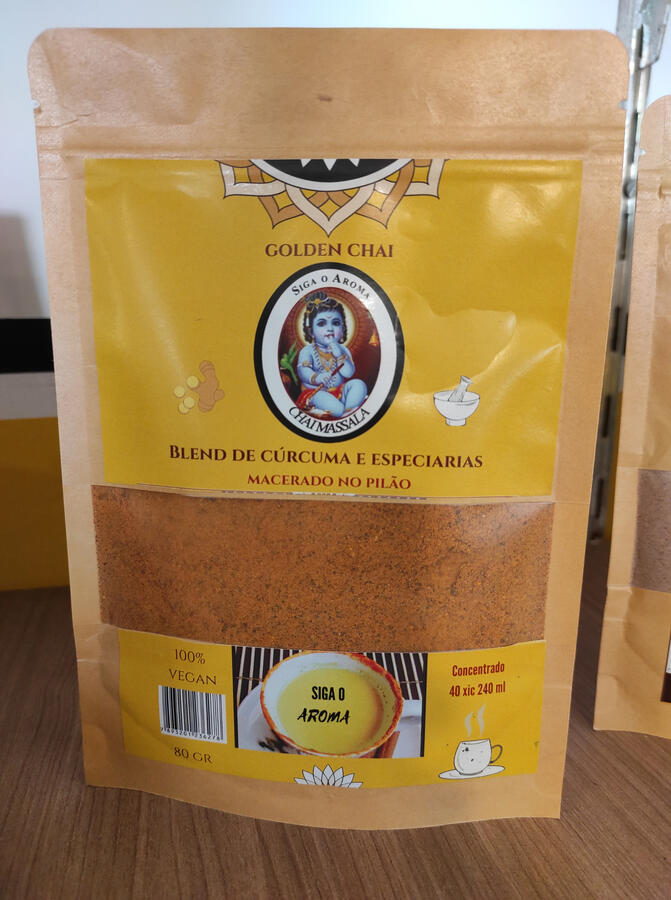 GOLDEN CHAI
SIGA O AROMA
CHAI MASSALA
BLEND DE CÚRCUMA E ESPECIARIAS
MACERADO NO PILÃO
100%
VEGAN
80 GR
SIGA O
AROMA
Concentrado
40 xic 240 ml